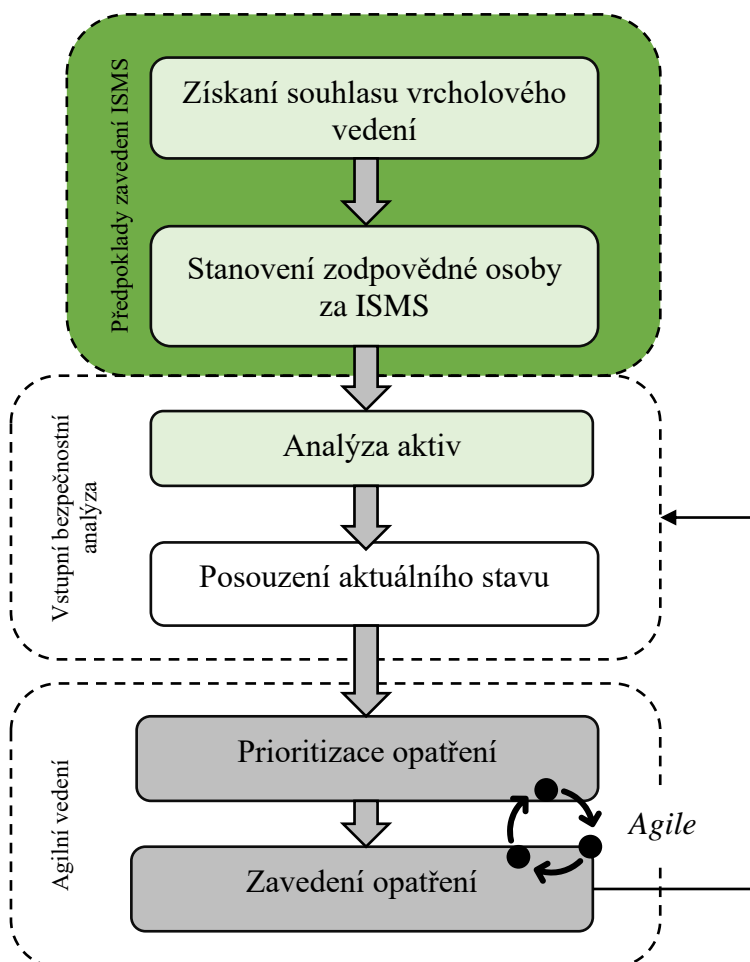 Předpoklady zavedení ISMS
Získaní souhlasu vrcholového
vedení
Stanovení zodpovědné osoby
za ISMS
Vstupní bezpečnostní
analýza
Analýza aktiv
Posouzení aktuálního stavu
Agilní vedení
Prioritizace opatření
Agile
Zavedení opatření